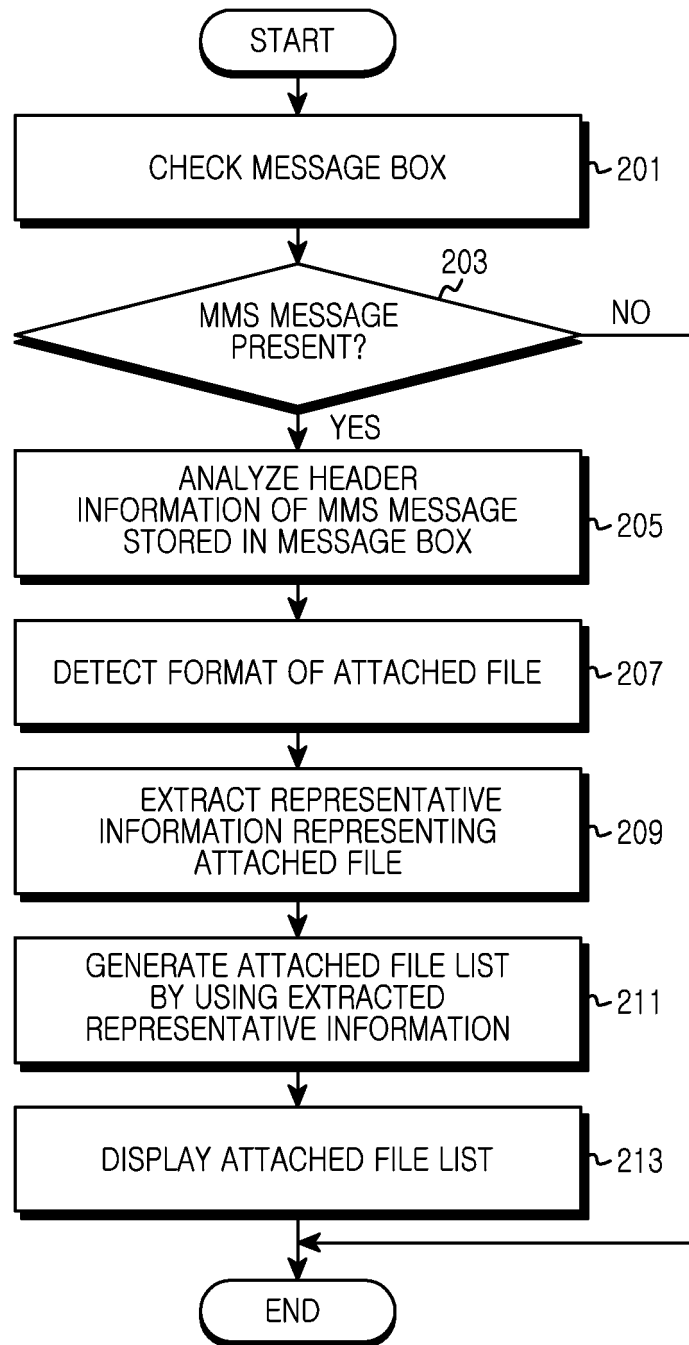 START
CHECK MESSAGE BOX
201
203
MMS MESSAGE
PRESENT?
NO
YES
ANALYZE HEADER
INFORMATION OF MMS MESSAGE
STORED IN MESSAGE BOX
205
DETECT FORMAT OF ATTACHED FILE
207
EXTRACT REPRESENTATIVE
INFORMATION REPRESENTING
ATTACHED FILE
209
GENERATE ATTACHED FILE LIST
BY USING EXTRACTED
REPRESENTATIVE INFORMATION
211
DISPLAY ATTACHED FILE LIST
213
END